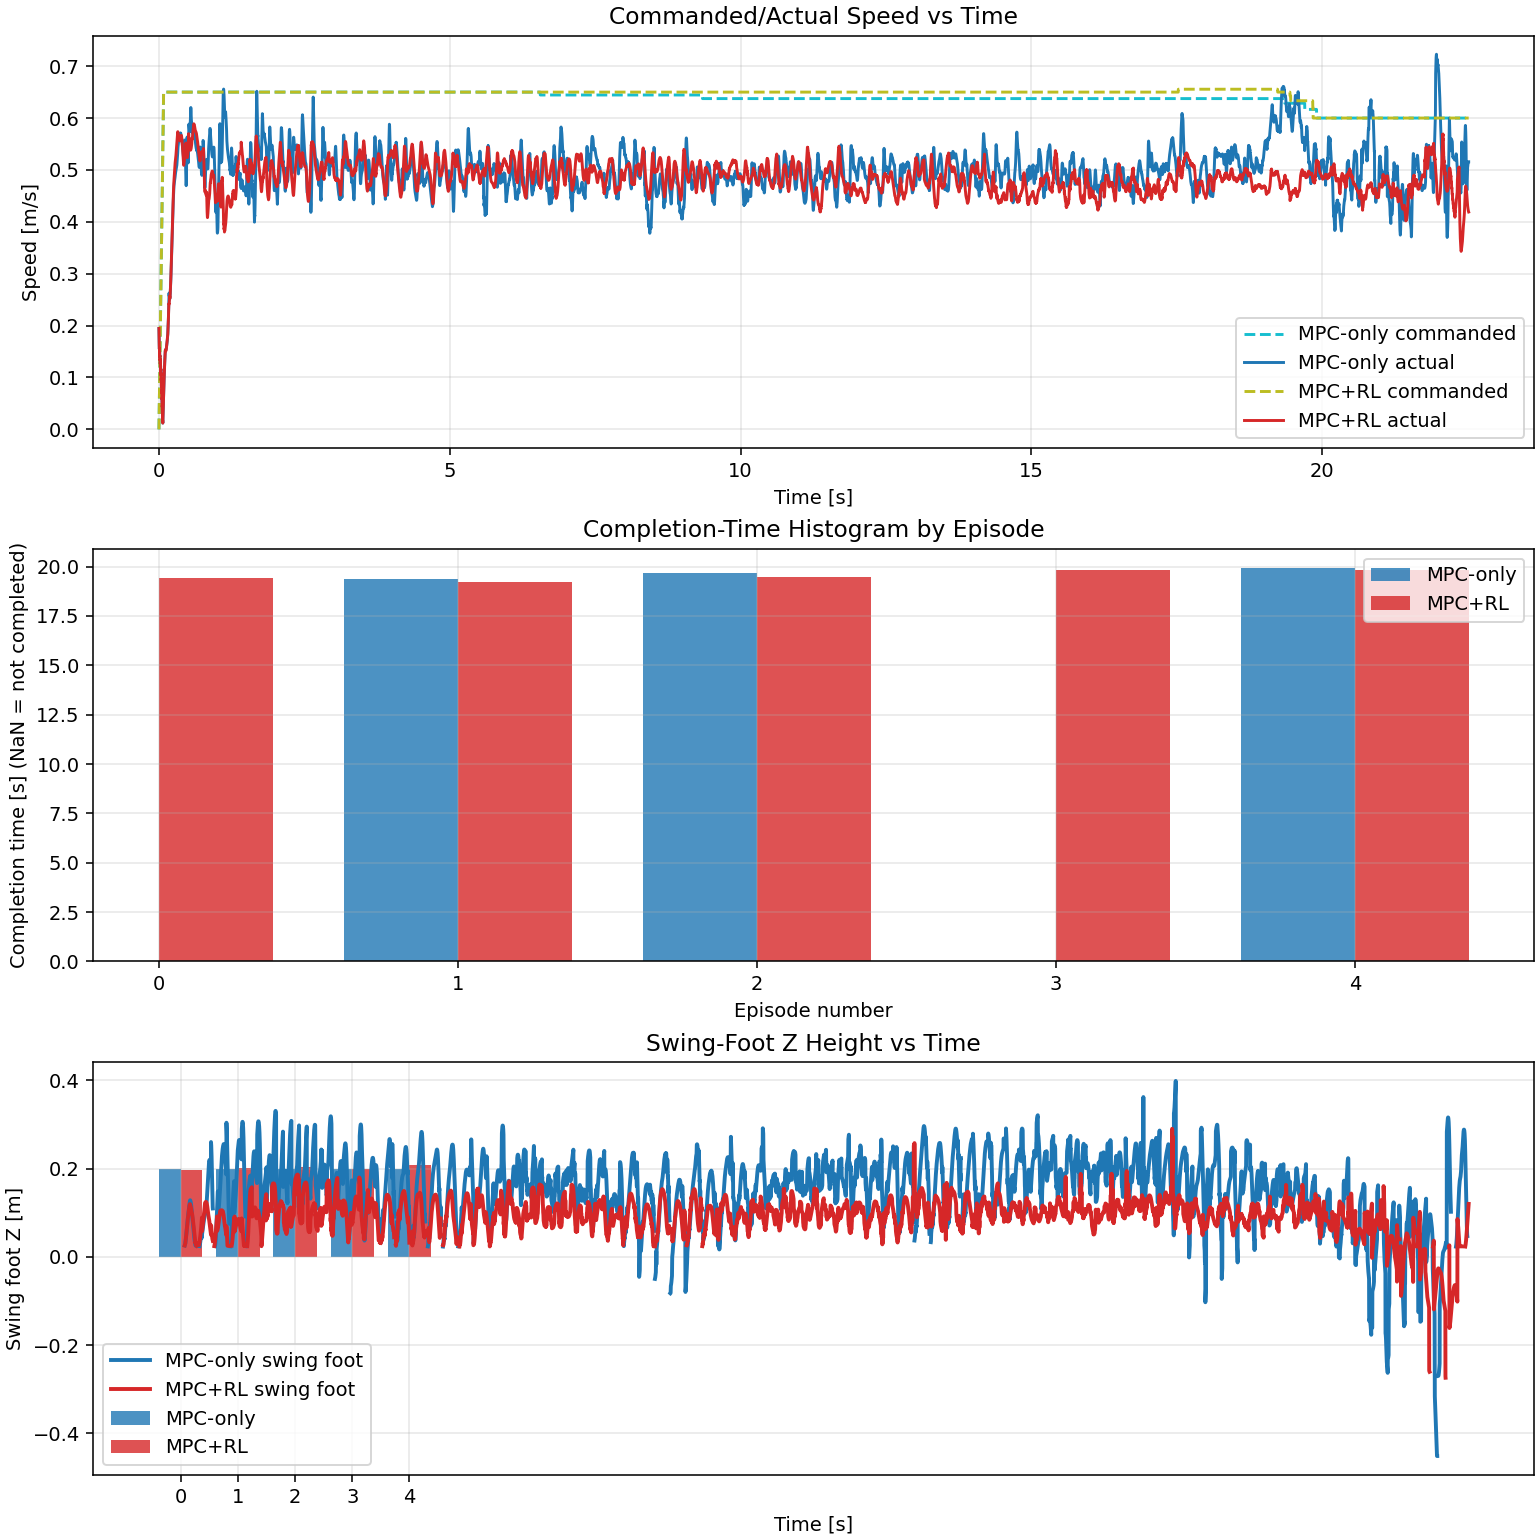 Commanded/Actual Speed vs Time
Speed [m/s]
0.7
0.6
0.5
0.4
0.3
0.2
0.1
0.0
MPC-only commanded
MPC-only actual
MPC+RL commanded
MPC+RL actual
0 5 10 15 20
Time [s]
Completion-Time Histogram by Episode
Completion time [s] (NaN = not completed)
20.0
17.5
15.0
12.5
10.0
7.5
5.0
2.5
0.0
MPC-only
MPC+RL
0 1 2 3 4
Episode number
Swing-Foot Z Height vs Time
Swing foot Z [m]
0.4
0.2
0.0
−0.2
−0.4
MPC-only swing foot
MPC+RL swing foot
MPC-only
MPC+RL
0 1 2 3 4
Time [s]